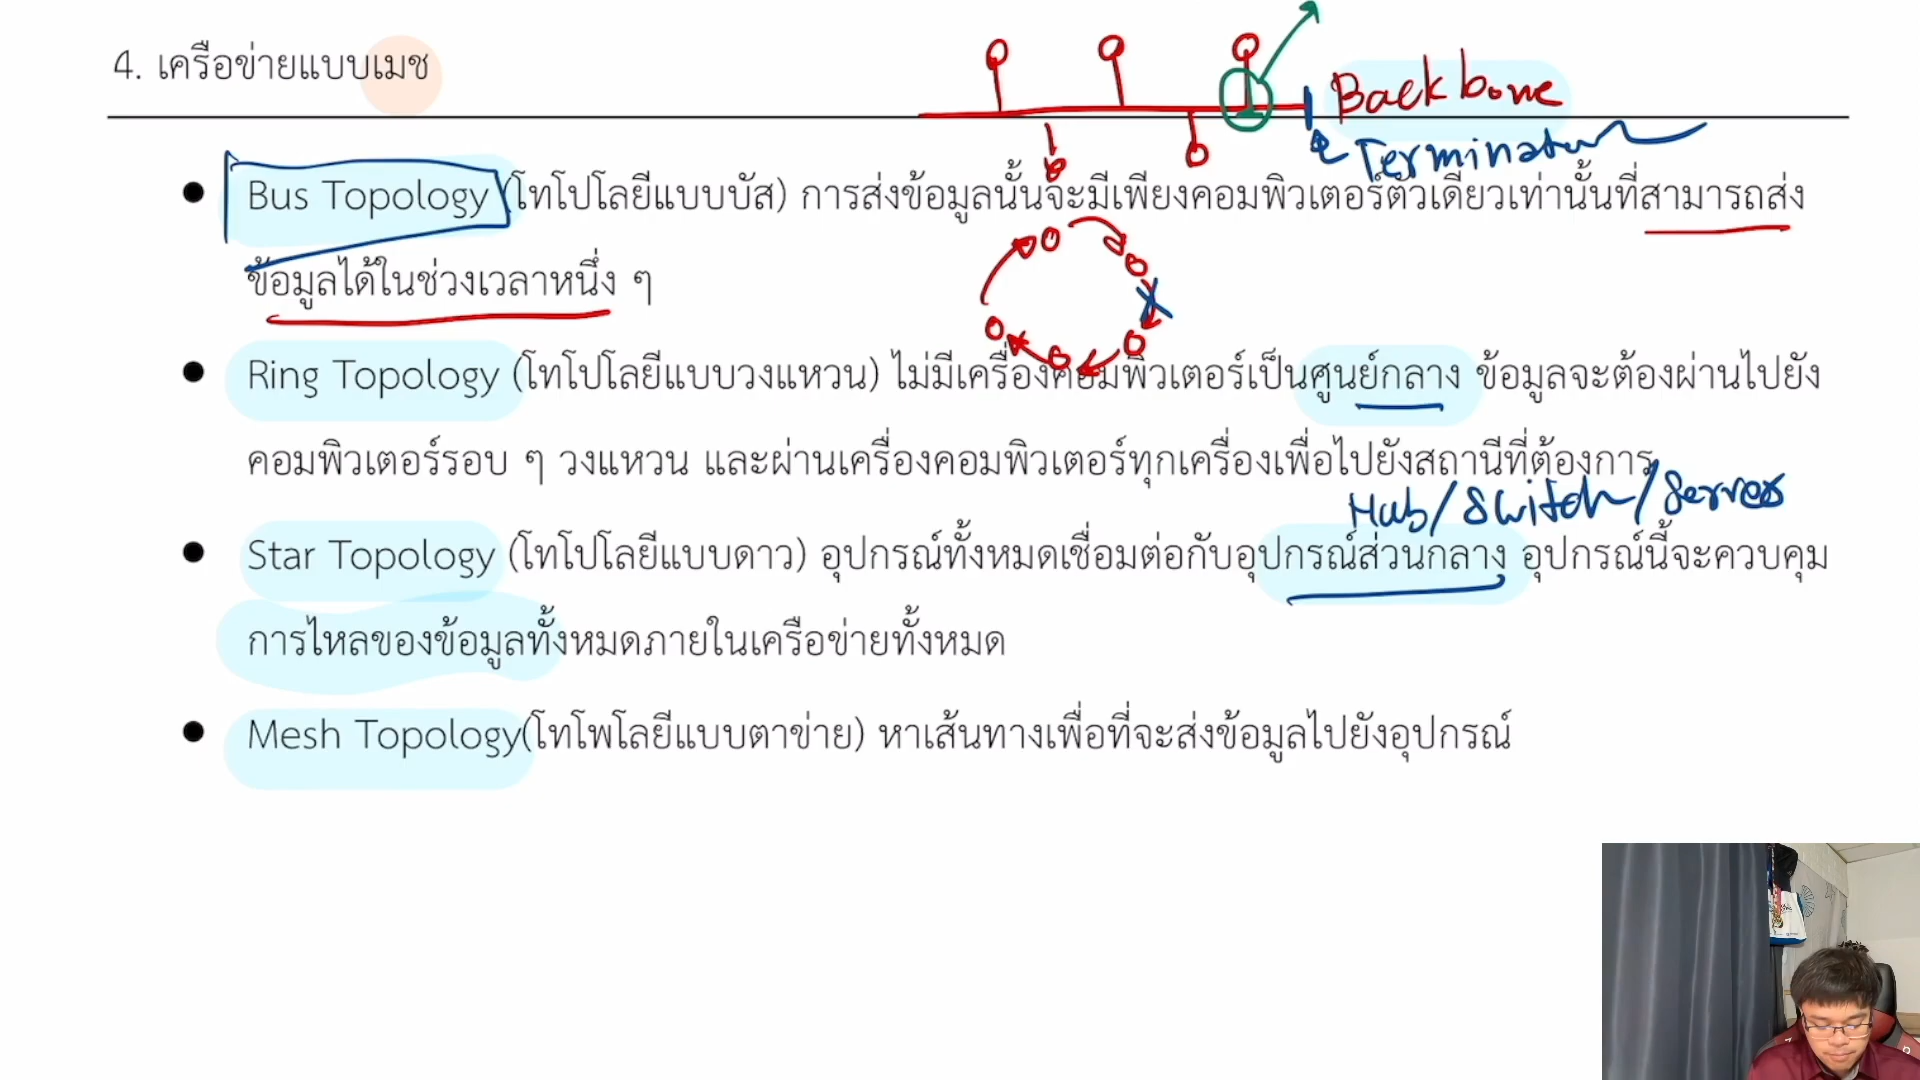 4. เครือข่ายแบบเมช
Backbone
Terminator
● Bus Topology (โทโปโลยีแบบบัส) การส่งข้อมูลนั้นจะมีเพียงคอมพิวเตอร์ตัวเดียวเท่านั้นที่สามารถส่ง
ข้อมูลได้ในช่วงเวลาหนึ่ง ๆ
● Ring Topology (โทโปโลยีแบบวงแหวน) ไม่มีเครื่องคอมพิวเตอร์เป็นศูนย์กลาง ข้อมูลจะต้องผ่านไปยัง
คอมพิวเตอร์รอบ ๆ วงแหวน และผ่านเครื่องคอมพิวเตอร์ทุกเครื่องเพื่อไปยังสถานีที่ต้องการ
Hub/Switch/Server
● Star Topology (โทโปโลยีแบบดาว) อุปกรณ์ทั้งหมดเชื่อมต่อกับอุปกรณ์ส่วนกลาง อุปกรณ์นี้จะควบคุม
การไหลของข้อมูลทั้งหมดภายในเครือข่ายทั้งหมด
● Mesh Topology(โทโพโลยีแบบตาข่าย) หาเส้นทางเพื่อที่จะส่งข้อมูลไปยังอุปกรณ์